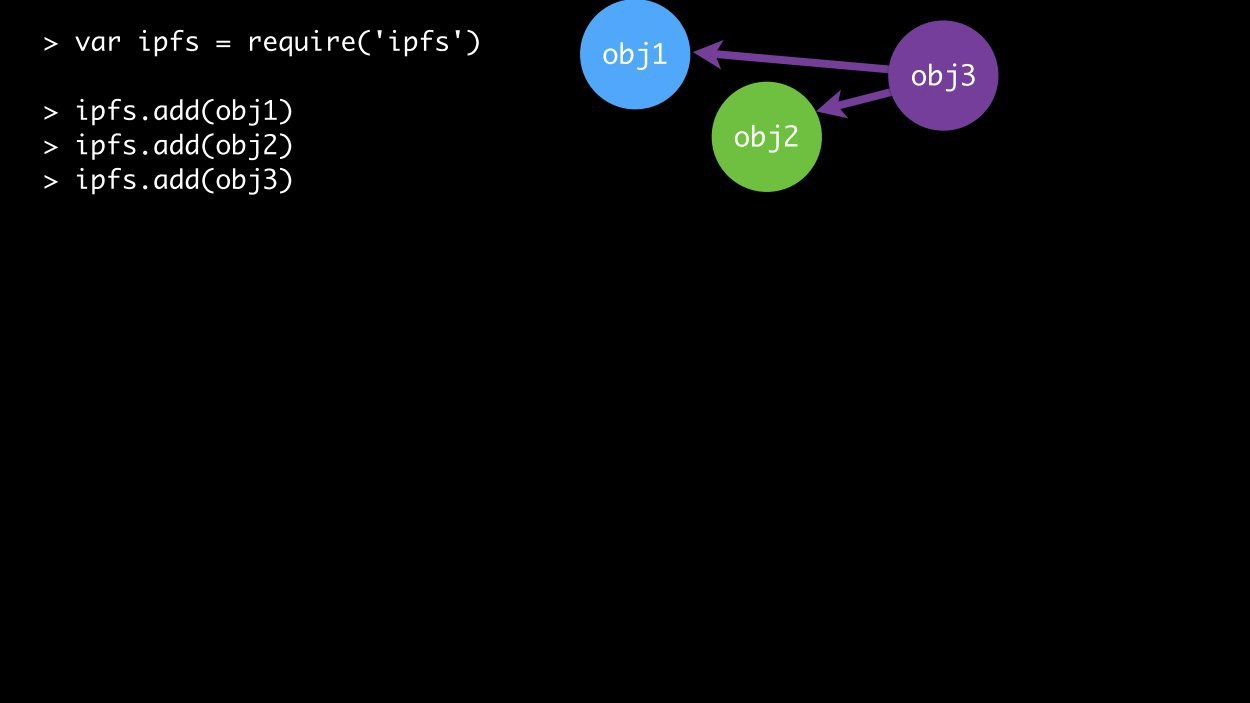 > var ipfs = require('ipfs')
> ipfs.add(obj1)
> ipfs.add(obj2)
> ipfs.add(obj3)
obj1
obj3
obj2